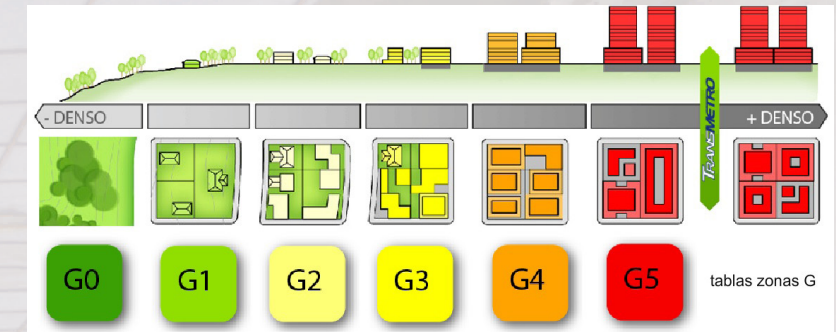 - DENSO
+ DENSO
TRANSMETRO
G0
G1
G2
G3
G4
G5
tablas zonas G